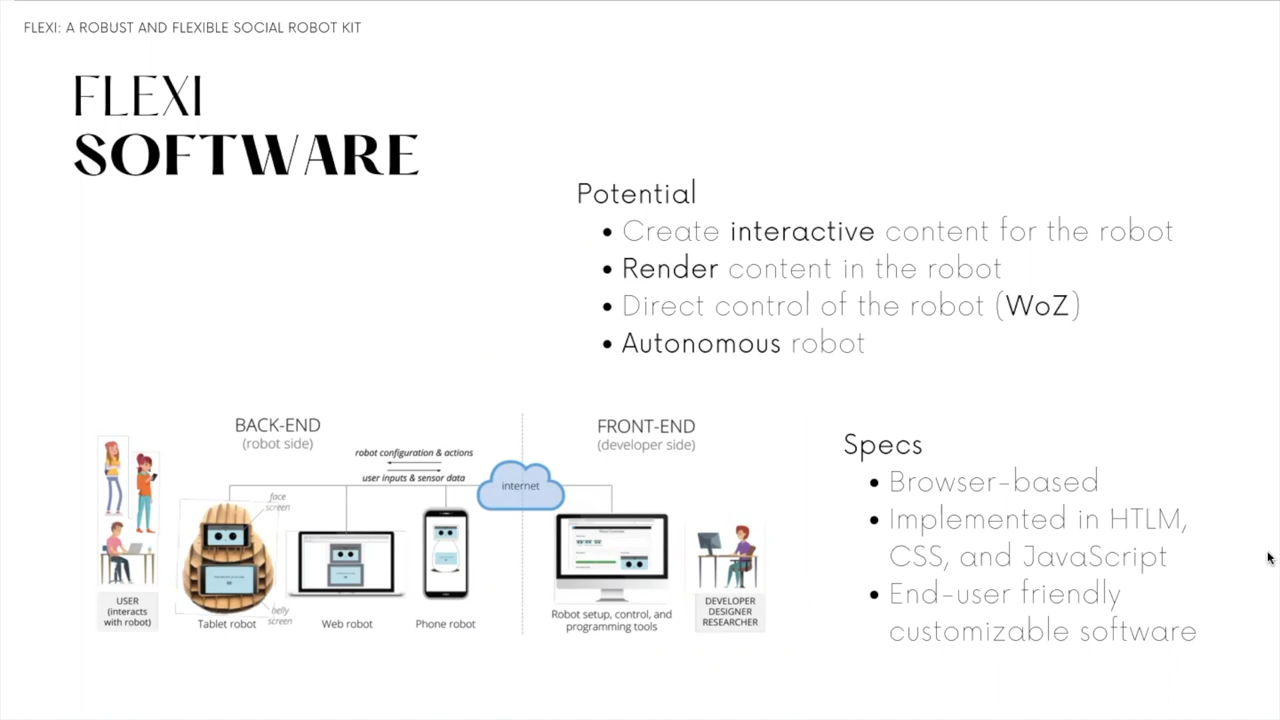 FLEXI: A ROBUST AND FLEXIBLE SOCIAL ROBOT KIT
FLEXI
SOFTWARE
Potential
• Create interactive content for the robot
• Render content in the robot
• Direct control of the robot (WoZ)
• Autonomous robot
BACK-END
(robot side)
robot configuration & actions
user inputs & sensor data
internet
FRONT-END
(developer side)
face
screen
belly
screen
USER
(interacts
with robot)
Tablet robot
Web robot
Phone robot
Robot setup, control, and
programming tools
DEVELOPER
DESIGNER
RESEARCHER
Specs
• Browser-based
• Implemented in HTLM,
CSS, and JavaScript
• End-user friendly
customizable software